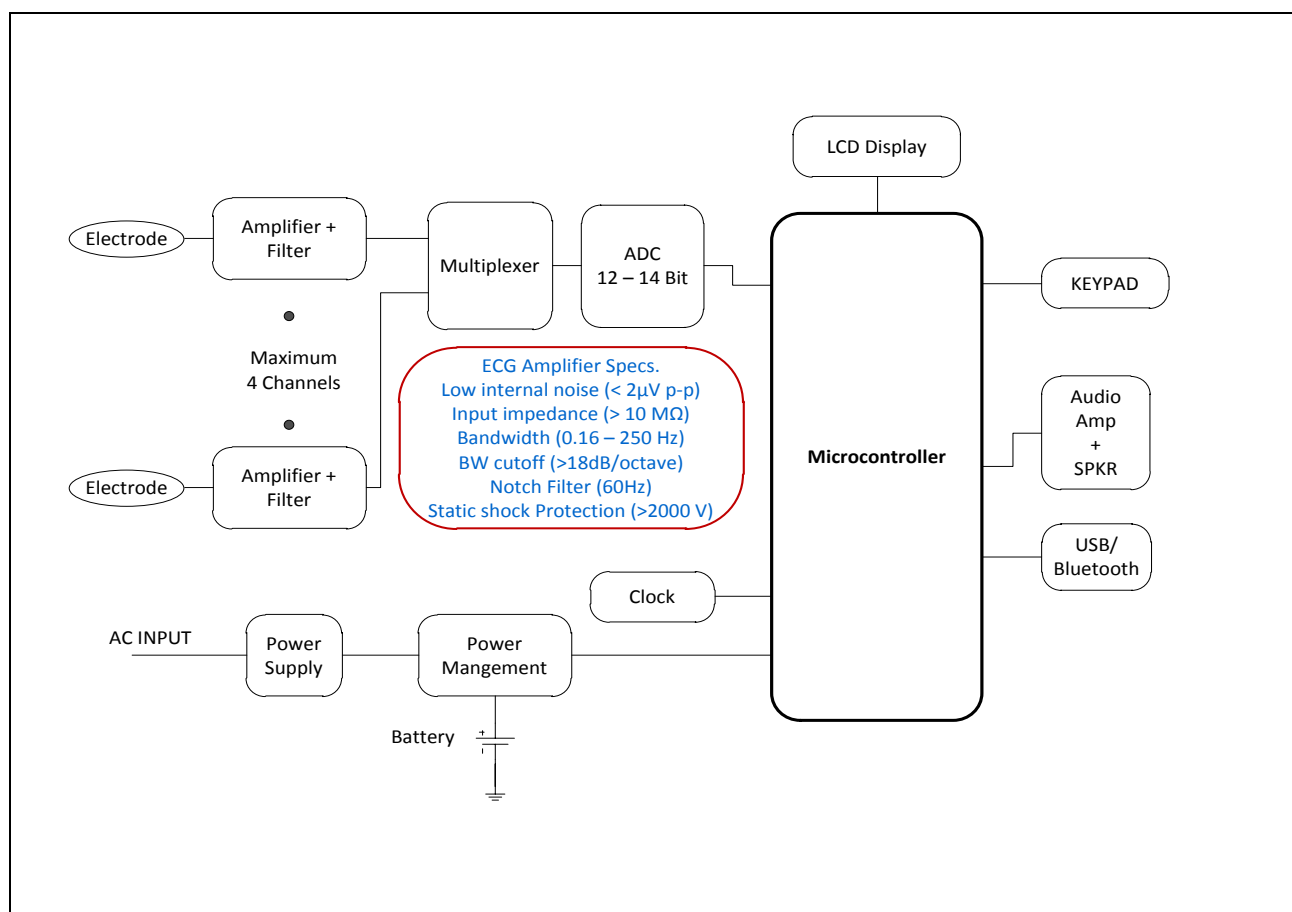 LCD Display
Electrode
Amplifier +
Filter
Multiplexer
ADC
12 – 14 Bit
KEYPAD
Maximum
4 Channels
ECG Amplifier Specs.
Low internal noise (< 2µV p-p)
Input impedance (> 10 MΩ)
Bandwidth (0.16 – 250 Hz)
BW cutoff (>18dB/octave)
Notch Filter (60Hz)
Static shock Protection (>2000 V)
Microcontroller
Audio
Amp
+
SPKR
Electrode
Amplifier +
Filter
USB/
Bluetooth
Clock
AC INPUT
Power
Supply
Power
Mangement
Battery
+
-